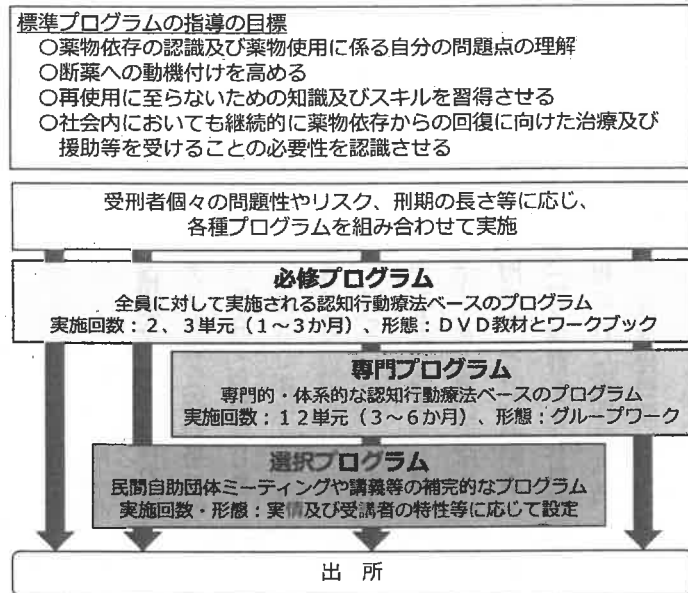 標準プログラムの指導の目標
○薬物依存の認識及び薬物使用に係る自分の問題点の理解
○断薬への動機付けを高める
○再使用に至らないための知識及びスキルを習得させる
○社会内においても継続的に薬物依存からの回復に向けた治療及び
援助等を受けることの必要性を認識させる
受刑者個々の問題性やリスク、刑期の長さ等に応じ、
各種プログラムを組み合わせて実施
必修プログラム
全員に対して実施される認知行動療法ベースのプログラム
実施回数：２、３単元（１～３か月）、形態：ＤＶＤ教材とワークブック
専門プログラム
専門的・体系的な認知行動療法ベースのプログラム
実施回数：１２単元（３～６か月）、形態：グループワーク
選択プログラム
民間自助団体ミーティングや講義等の補完的なプログラム
実施回数・形態：実情及び受講者の特性等に応じて設定
出 所